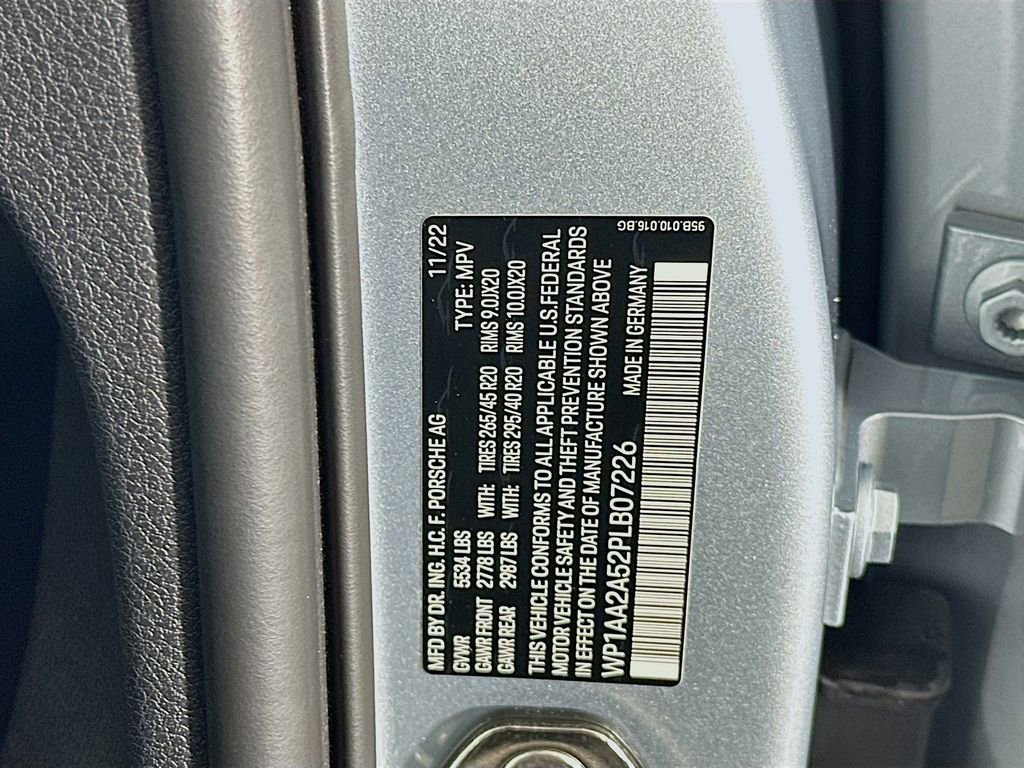 MFD BY DR. ING. H.C. F. PORSCHE AG 11/22
GVWR 5534 LBS TYPE: MPV
GAWR FRONT 2778 LBS WITH: TIRES 265/45 R20 RIMS 9.0JX20
GAWR REAR 2987 LBS WITH: TIRES 295/40 R20 RIMS 10.0JX20
THIS VEHICLE CONFORMS TO ALL APPLICABLE U.S. FEDERAL
MOTOR VEHICLE SAFETY AND THEFT PREVENTION STANDARDS
IN EFFECT ON THE DATE OF MANUFACTURE SHOWN ABOVE
WP1AA2A52PLB07226 MADE IN GERMANY
95B.010.016.BG